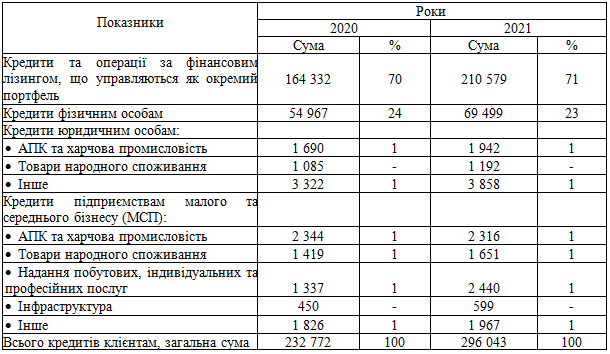 Показники Роки
2020 2021
Сума % Сума %
Кредити та операції за фінансовим
лізингом, що управляються як окремий
портфель 164 332 70 210 579 71
Кредити фізичним особам 54 967 24 69 499 23
Кредити юридичним особам:
• АПК та харчова промисловість 1 690 1 1 942 1
• Товари народного споживання 1 085 - 1 192 -
• Інше 3 322 1 3 858 1
Кредити підприємствам малого та
середнього бізнесу (МСП):
• АПК та харчова промисловість 2 344 1 2 316 1
• Товари народного споживання 1 419 1 1 651 1
• Надання побутових, індивідуальних та
професійних послуг 1 337 1 2 440 1
• Інфраструктура 450 - 599 -
• Інше 1 826 1 1 967 1
Всього кредитів клієнтам, загальна сума 232 772 100 296 043 100